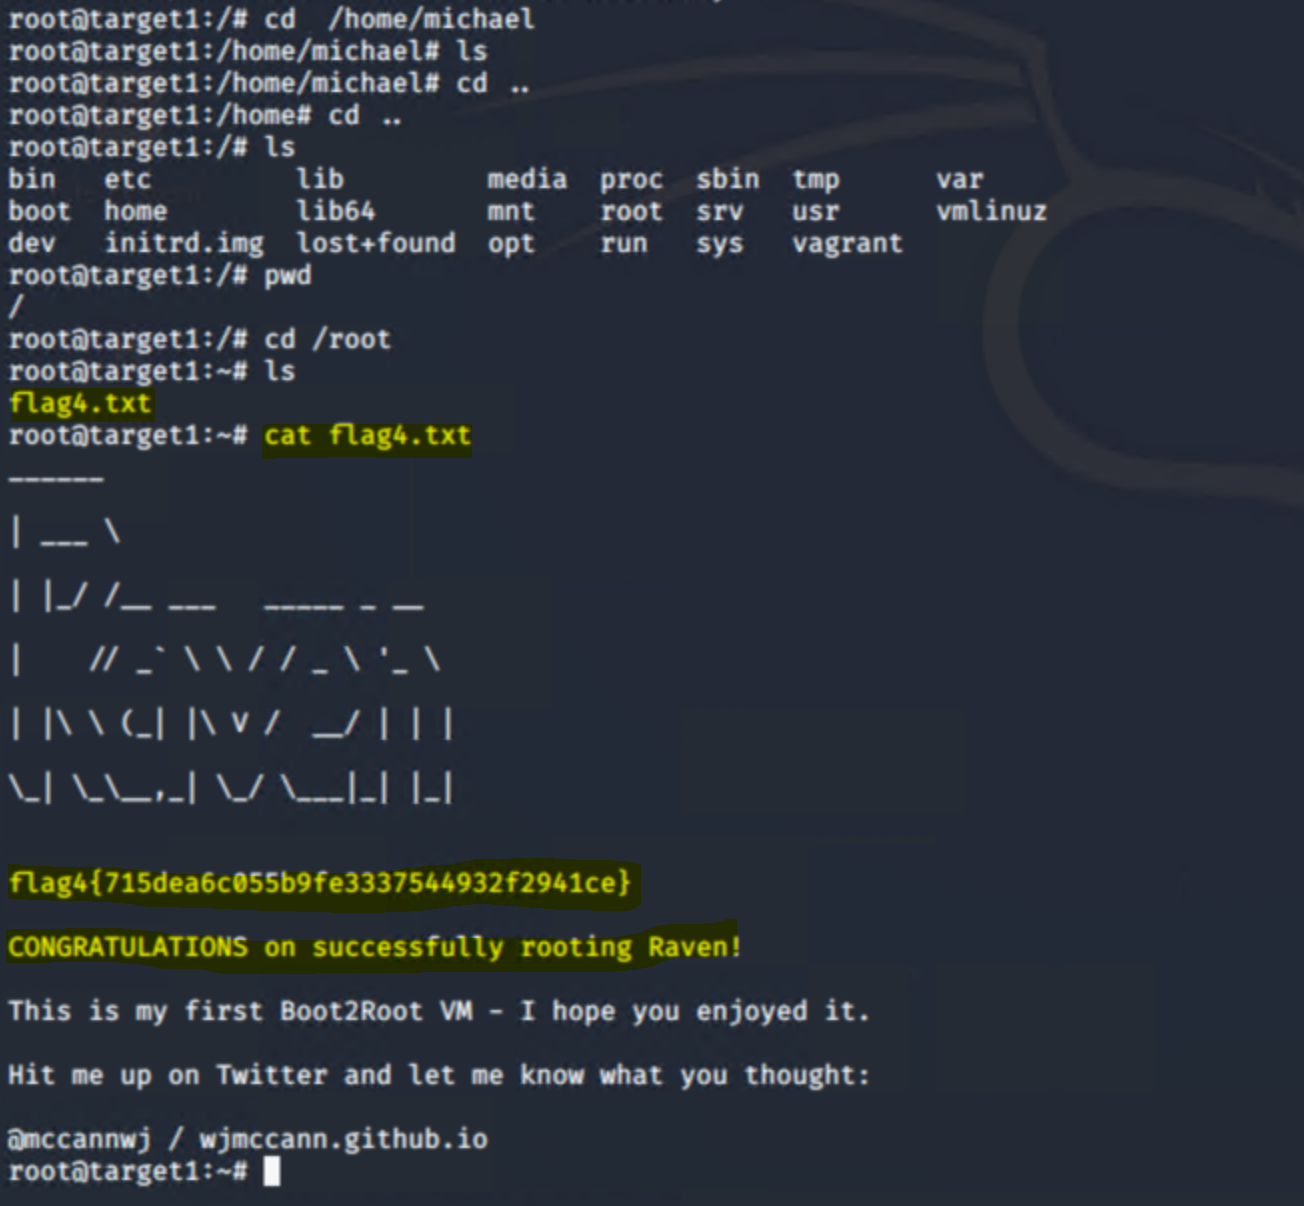 root@target1:/# cd  /home/michael
root@target1:/home/michael# ls
root@target1:/home/michael# cd ..
root@target1:/home# cd ..
root@target1:/# ls
bin   etc         lib         media  proc  sbin  tmp      var
boot  home        lib64       mnt    root  srv   usr      vmlinuz
dev   initrd.img  lost+found  opt    run   sys   vagrant
root@target1:/# pwd
/
root@target1:/# cd /root
root@target1:~# ls
flag4.txt
root@target1:~# cat flag4.txt
______
| ___ \
| |_/ /__ ___   _____ _ __
|    // _` \ \ / / _ \ '_ \
| |\ \ (_| |\ V /  __/ | | |
\_| \_\__,_| \_/ \___|_| |_|
flag4{715dea6c055b9fe3337544932f2941ce}
CONGRATULATIONS on successfully rooting Raven!
This is my first Boot2Root VM - I hope you enjoyed it.
Hit me up on Twitter and let me know what you thought:
@mccannwj / wjmccann.github.io
root@target1:~#